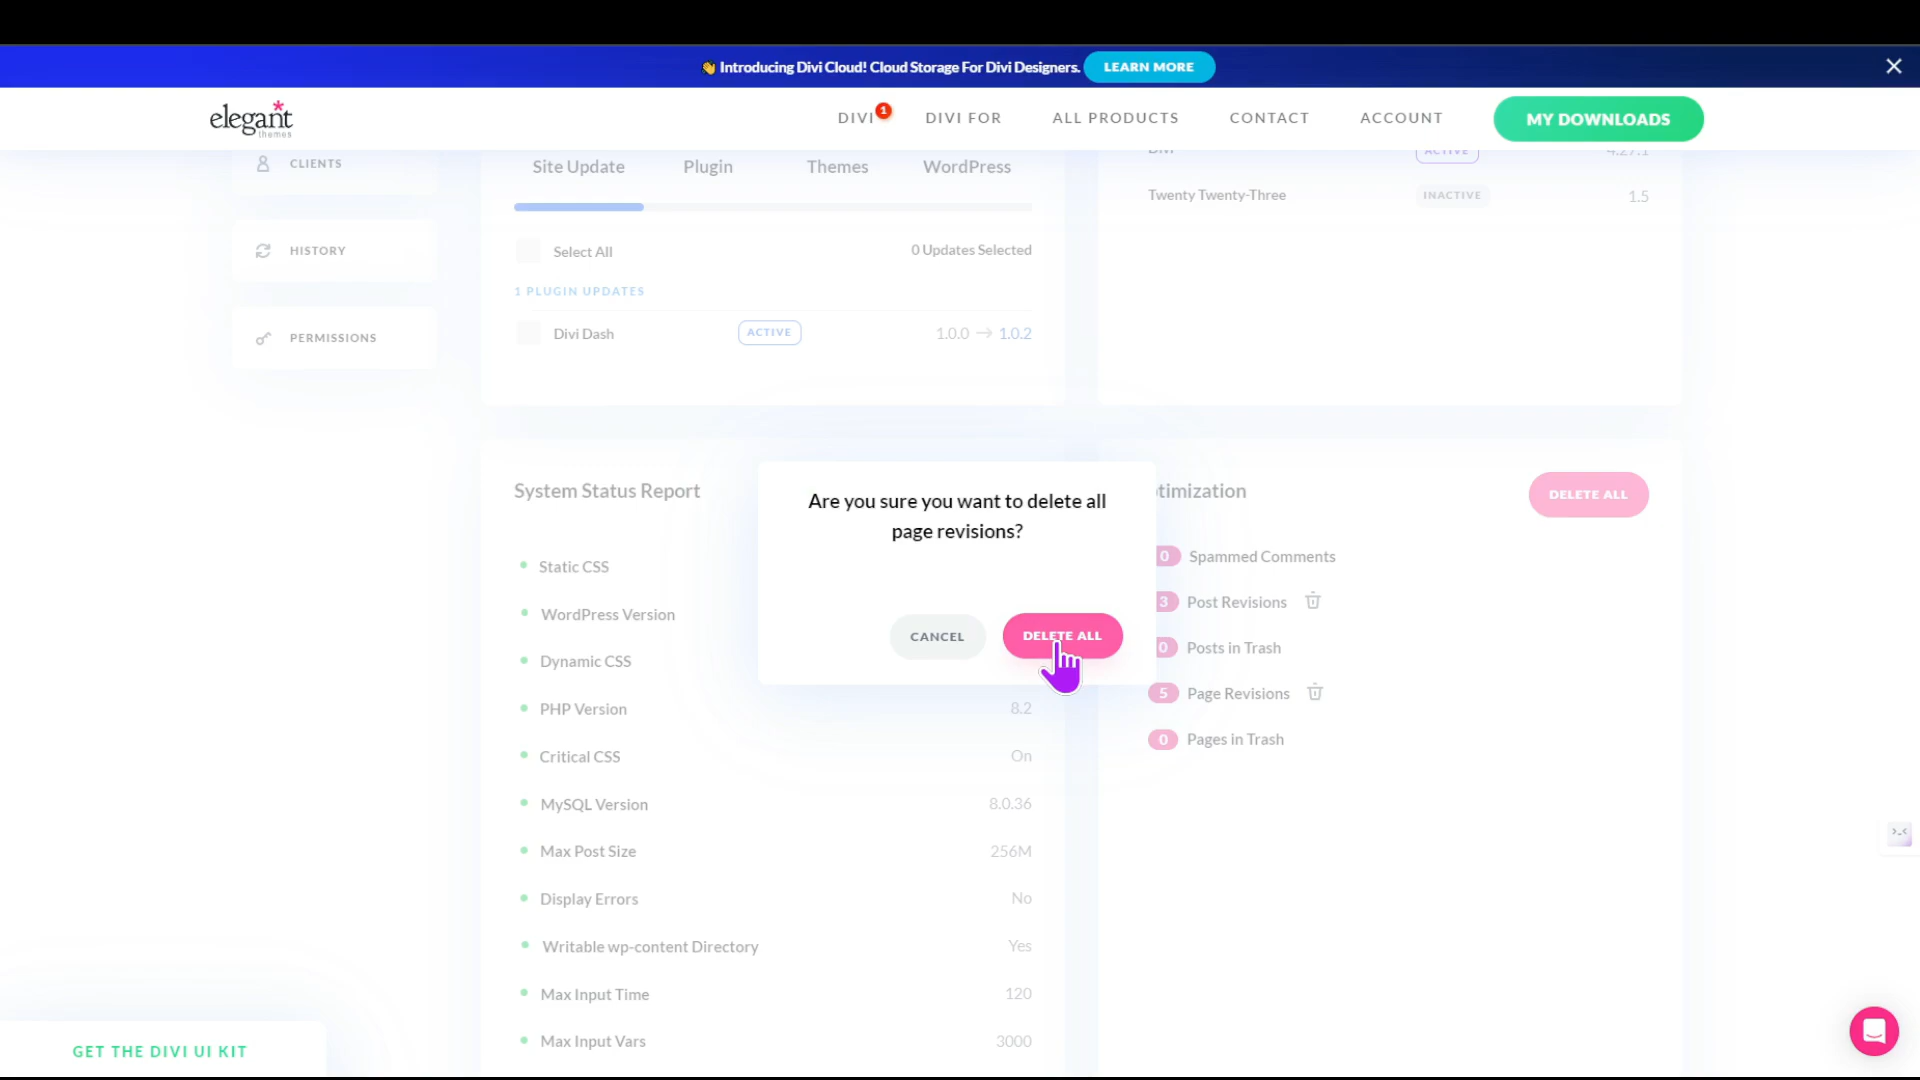 👋 Introducing Divi Cloud! Cloud Storage For Divi Designers. LEARN MORE
elegant themes
DIVI 1 DIVI FOR ALL PRODUCTS CONTACT ACCOUNT MY DOWNLOADS
CLIENTS
HISTORY
PERMISSIONS
Site Update Plugin Themes WordPress
Select All 0 Updates Selected
1 PLUGIN UPDATES
Divi Dash ACTIVE 1.0.0 → 1.0.2
ACTIVE 4.27.1
Twenty Twenty-Three INACTIVE 1.5
System Status Report
Static CSS
WordPress Version
Dynamic CSS
PHP Version 8.2
Critical CSS On
MySQL Version 8.0.36
Max Post Size 256M
Display Errors No
Writable wp-content Directory Yes
Max Input Time 120
Max Input Vars 3000
Are you sure you want to delete all
page revisions?
CANCEL DELETE ALL
timization DELETE ALL
0 Spammed Comments
3 Post Revisions
0 Posts in Trash
5 Page Revisions
0 Pages in Trash
GET THE DIVI UI KIT